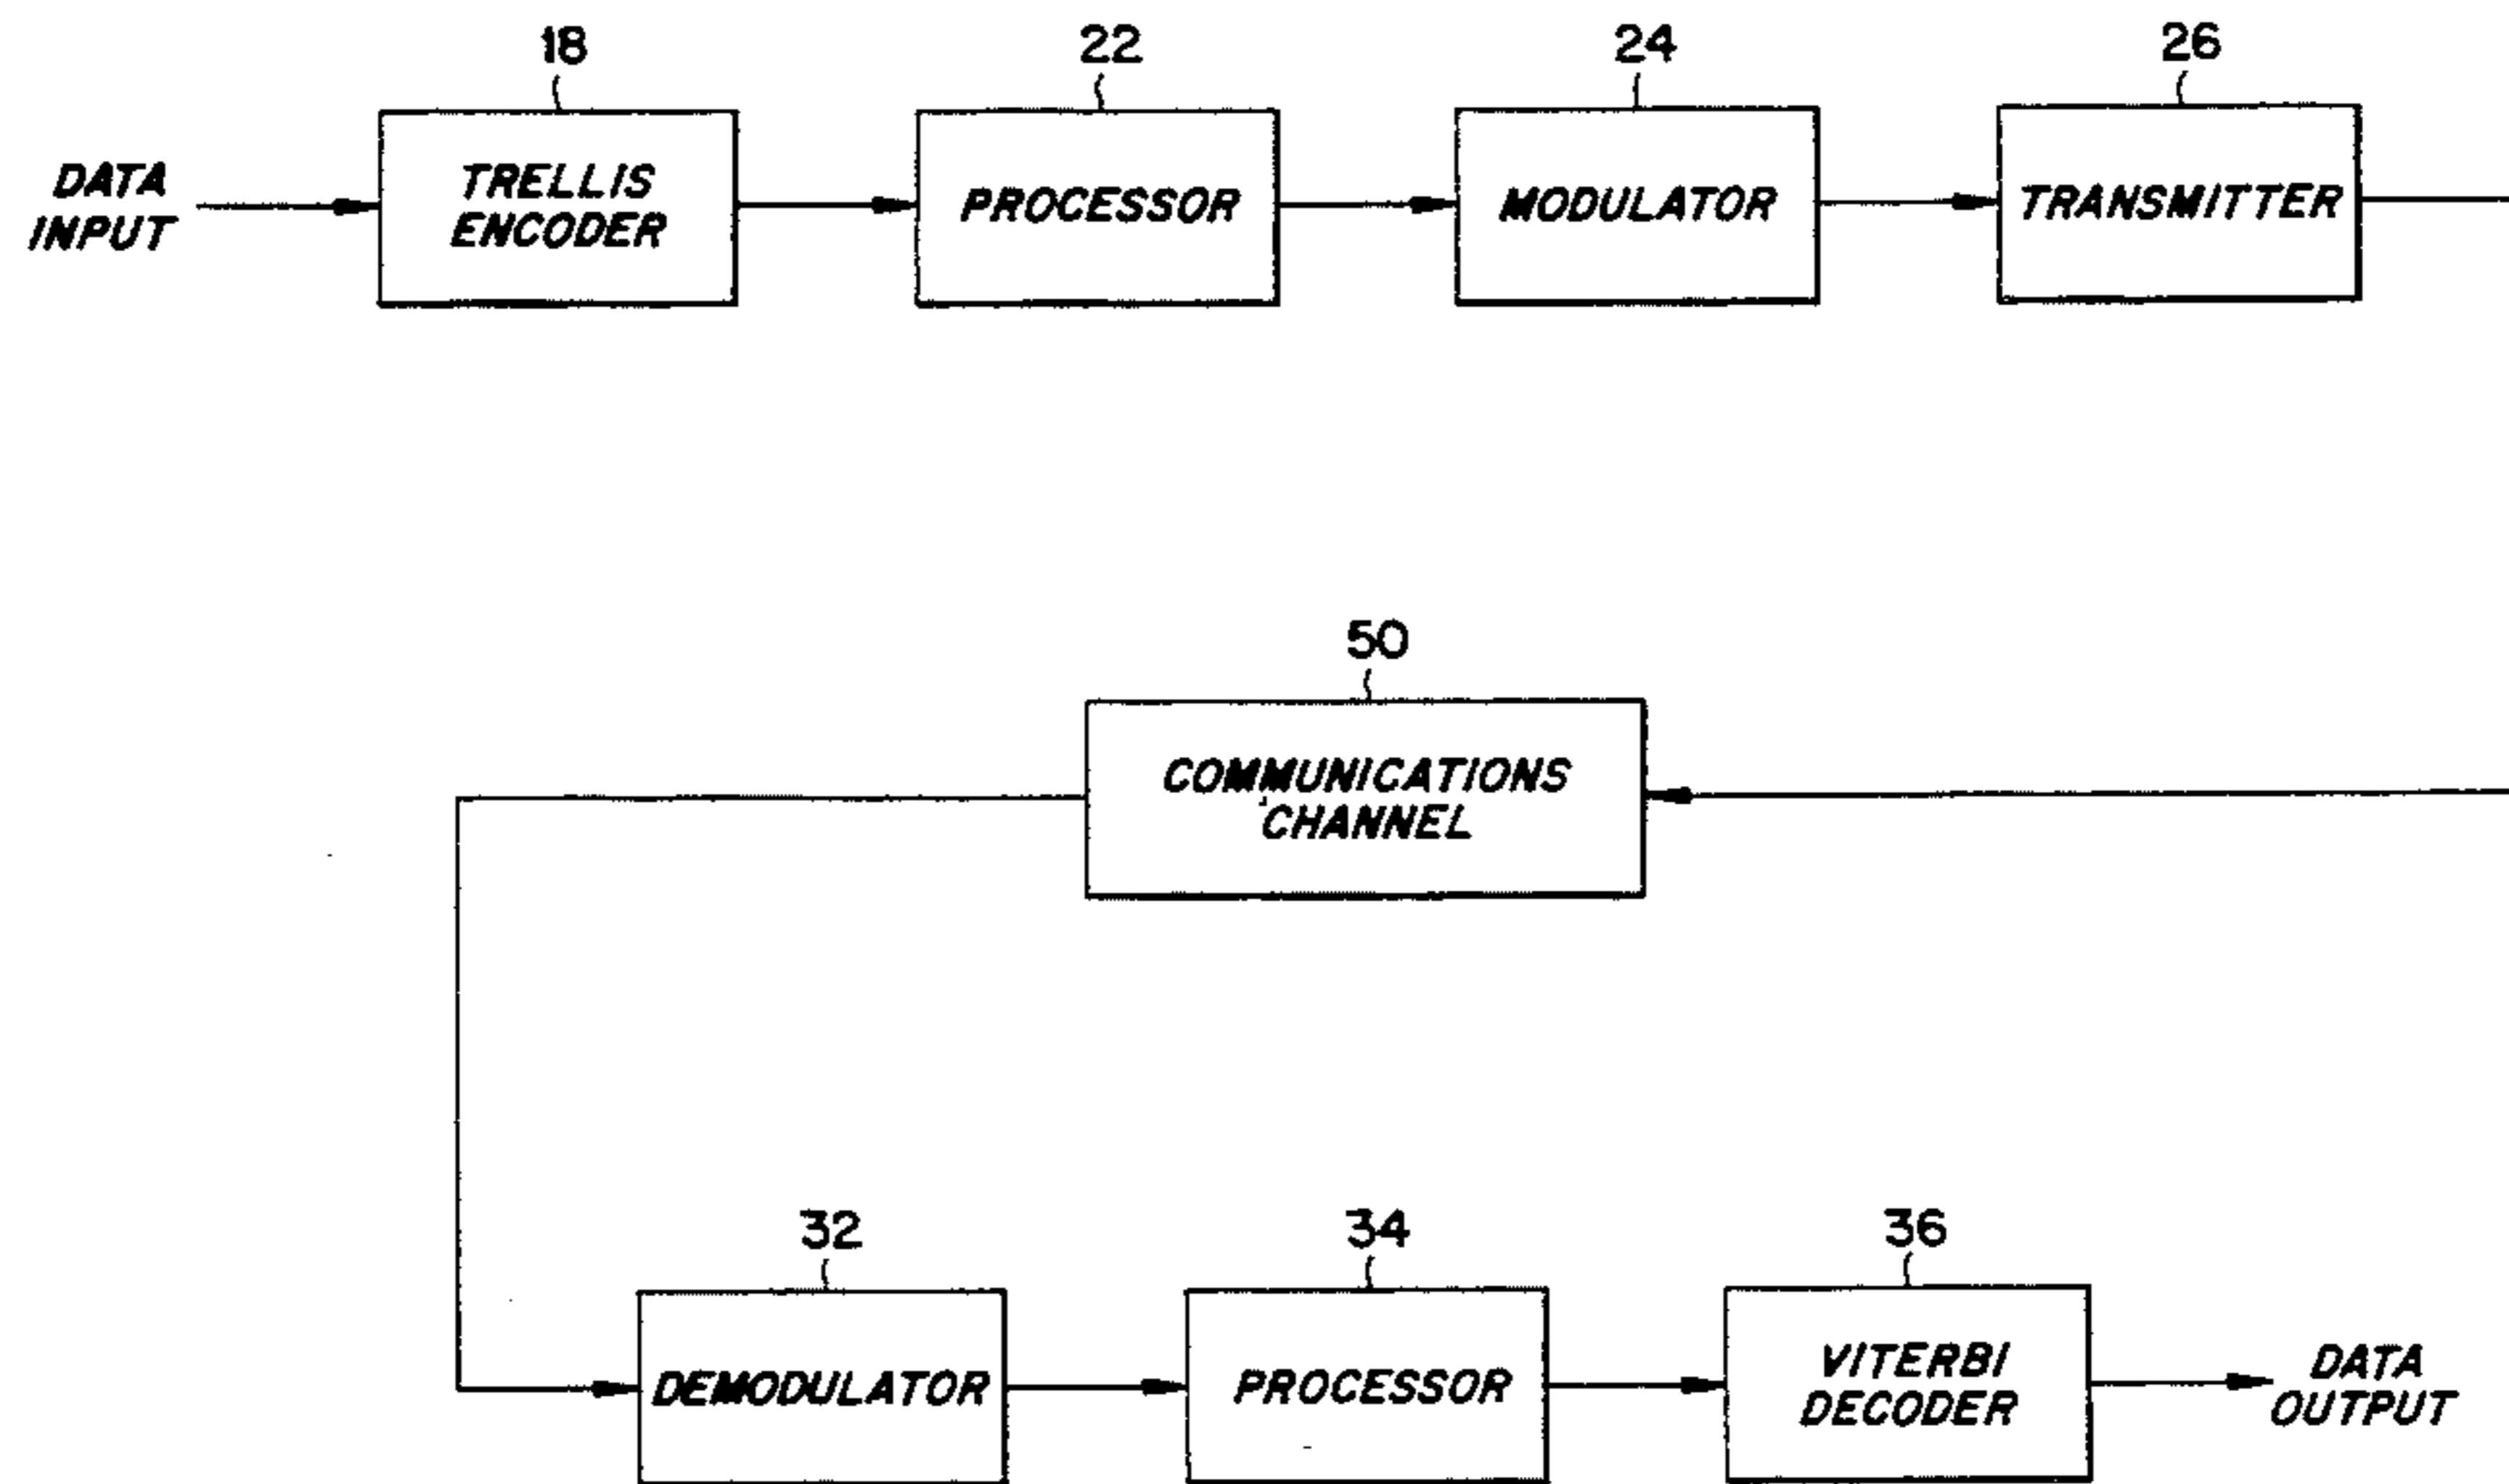 18
22
24
26
DATA
INPUT
TRELLIS
ENCODER
PROCESSOR
MODULATOR
TRANSMITTER
50
COMMUNICATIONS
CHANNEL
32
34
36
DEMODULATOR
PROCESSOR
VITERBI
DECODER
DATA
OUTPUT